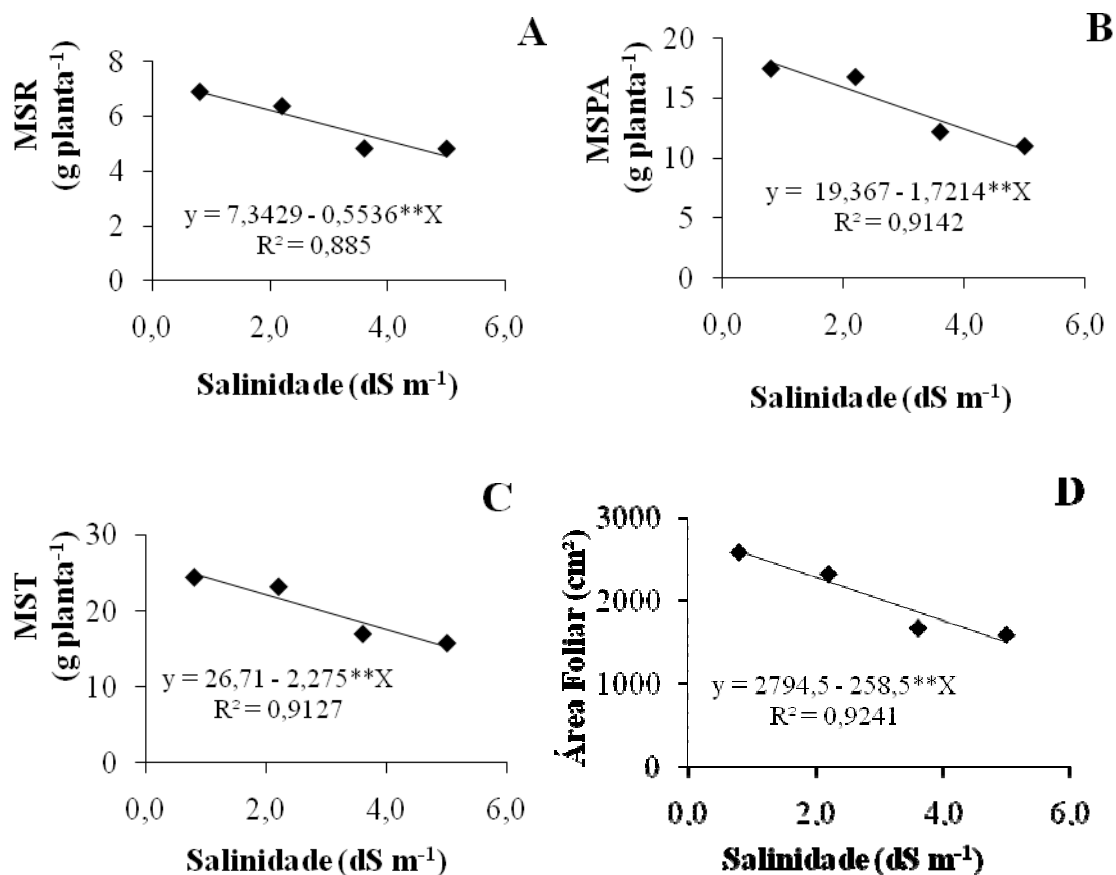 A
MSR
(g planta⁻¹)
8
6
4
2
0
y = 7,3429 - 0,5536**X
R² = 0,885
0,0 2,0 4,0 6,0
Salinidade (dS m⁻¹)
B
MSPA
(g planta⁻¹)
20
15
10
5
0
y = 19,367 - 1,7214**X
R² = 0,9142
0,0 2,0 4,0 6,0
Salinidade (dS m⁻¹)
C
MST
(g planta⁻¹)
30
20
10
0
y = 26,71 - 2,275**X
R² = 0,9127
0,0 2,0 4,0 6,0
Salinidade (dS m⁻¹)
D
Área Foliar (cm²)
3000
2000
1000
0
y = 2794,5 - 258,5**X
R² = 0,9241
0,0 2,0 4,0 6,0
Salinidade (dS m⁻¹)